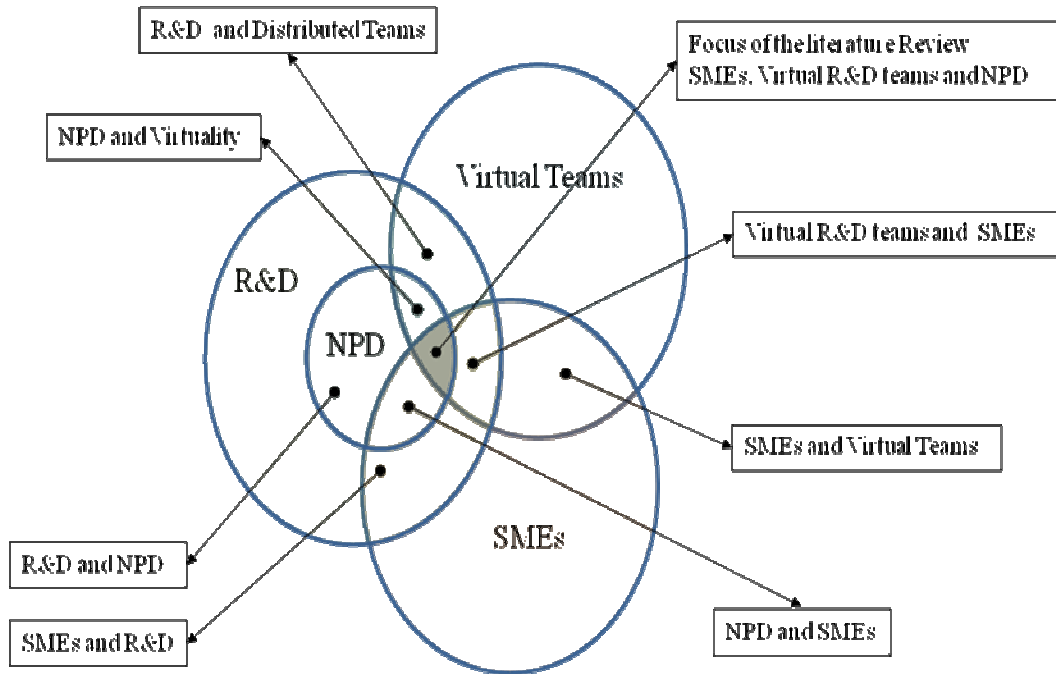 R&D and Distributed Teams
Focus of the literature Review
SMEs, Virtual R&D teams and NPD
NPD and Virtuality
Virtual Teams
Virtual R&D teams and SMEs
R&D
NPD
SMEs and Virtual Teams
SMEs
R&D and NPD
NPD and SMEs
SMEs and R&D